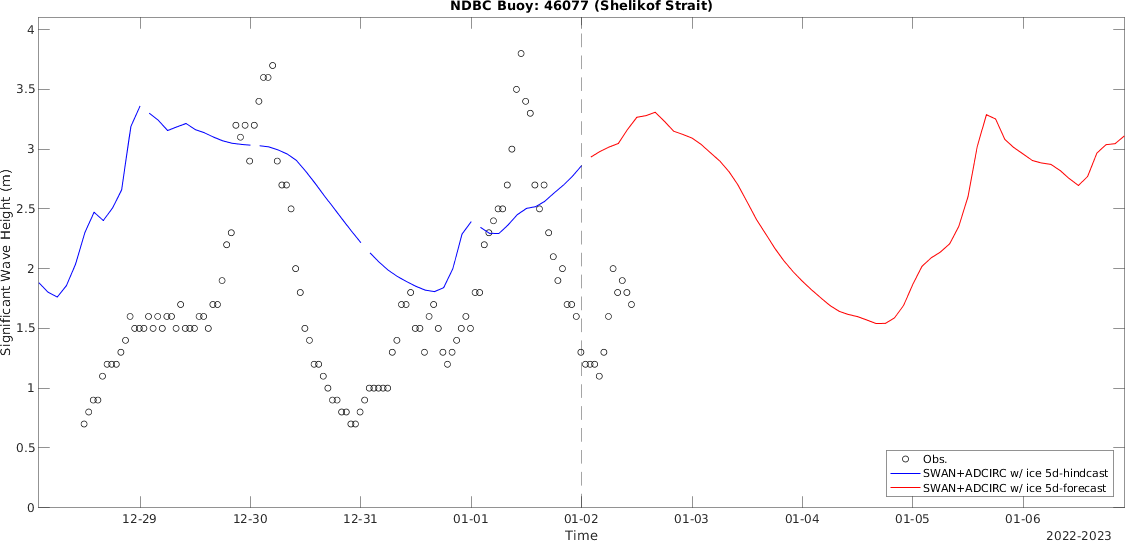 NDBC Buoy: 46077 (Shelikof Strait)
4
3.5
3
2.5
2
1.5
1
0.5
0
Significant Wave Height (m)
Obs.
SWAN+ADCIRC w/ ice 5d-hindcast
SWAN+ADCIRC w/ ice 5d-forecast
12-29 12-30 12-31 01-01 01-02 01-03 01-04 01-05 01-06
Time
2022-2023